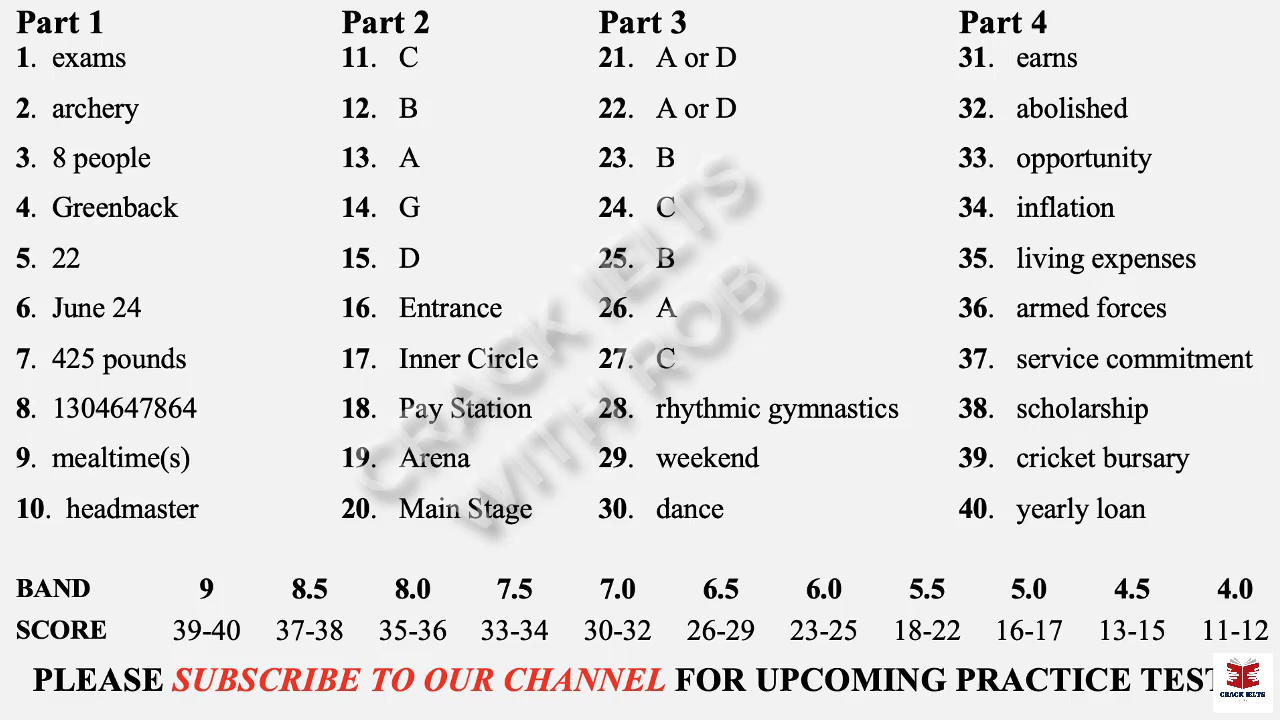 Part 1
1. exams
2. archery
3. 8 people
4. Greenback
5. 22
6. June 24
7. 425 pounds
8. 1304647864
9. mealtime(s)
10. headmaster
Part 2
11. C
12. B
13. A
14. G
15. D
16. Entrance
17. Inner Circle
18. Pay Station
19. Arena
20. Main Stage
Part 3
21. A or D
22. A or D
23. B
24. C
25. B
26. A
27. C
28. rhythmic gymnastics
29. weekend
30. dance
Part 4
31. earns
32. abolished
33. opportunity
34. inflation
35. living expenses
36. armed forces
37. service commitment
38. scholarship
39. cricket bursary
40. yearly loan
CRACK IELTS
WITH ROB
BAND 9 8.5 8.0 7.5 7.0 6.5 6.0 5.5 5.0 4.5 4.0
SCORE 39-40 37-38 35-36 33-34 30-32 26-29 23-25 18-22 16-17 13-15 11-12
PLEASE SUBSCRIBE TO OUR CHANNEL FOR UPCOMING PRACTICE TEST
CRACK IELTS